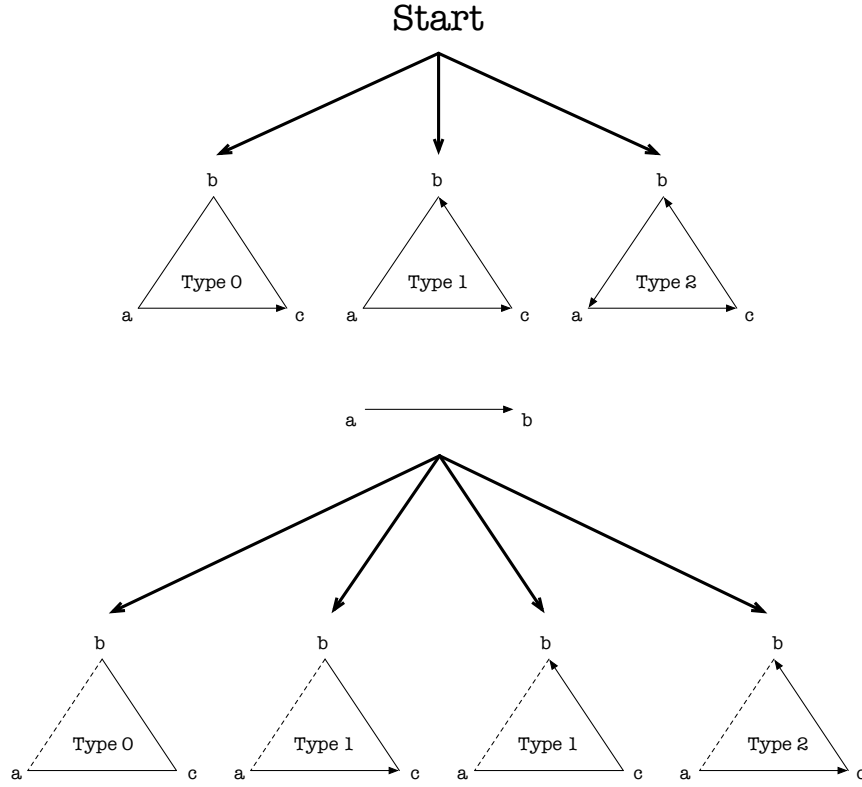 Start
b b b
Type 0 Type 1 Type 2
a c a c a c
a b
b b b b
Type 0 Type 1 Type 1 Type 2
a c a c a c a c